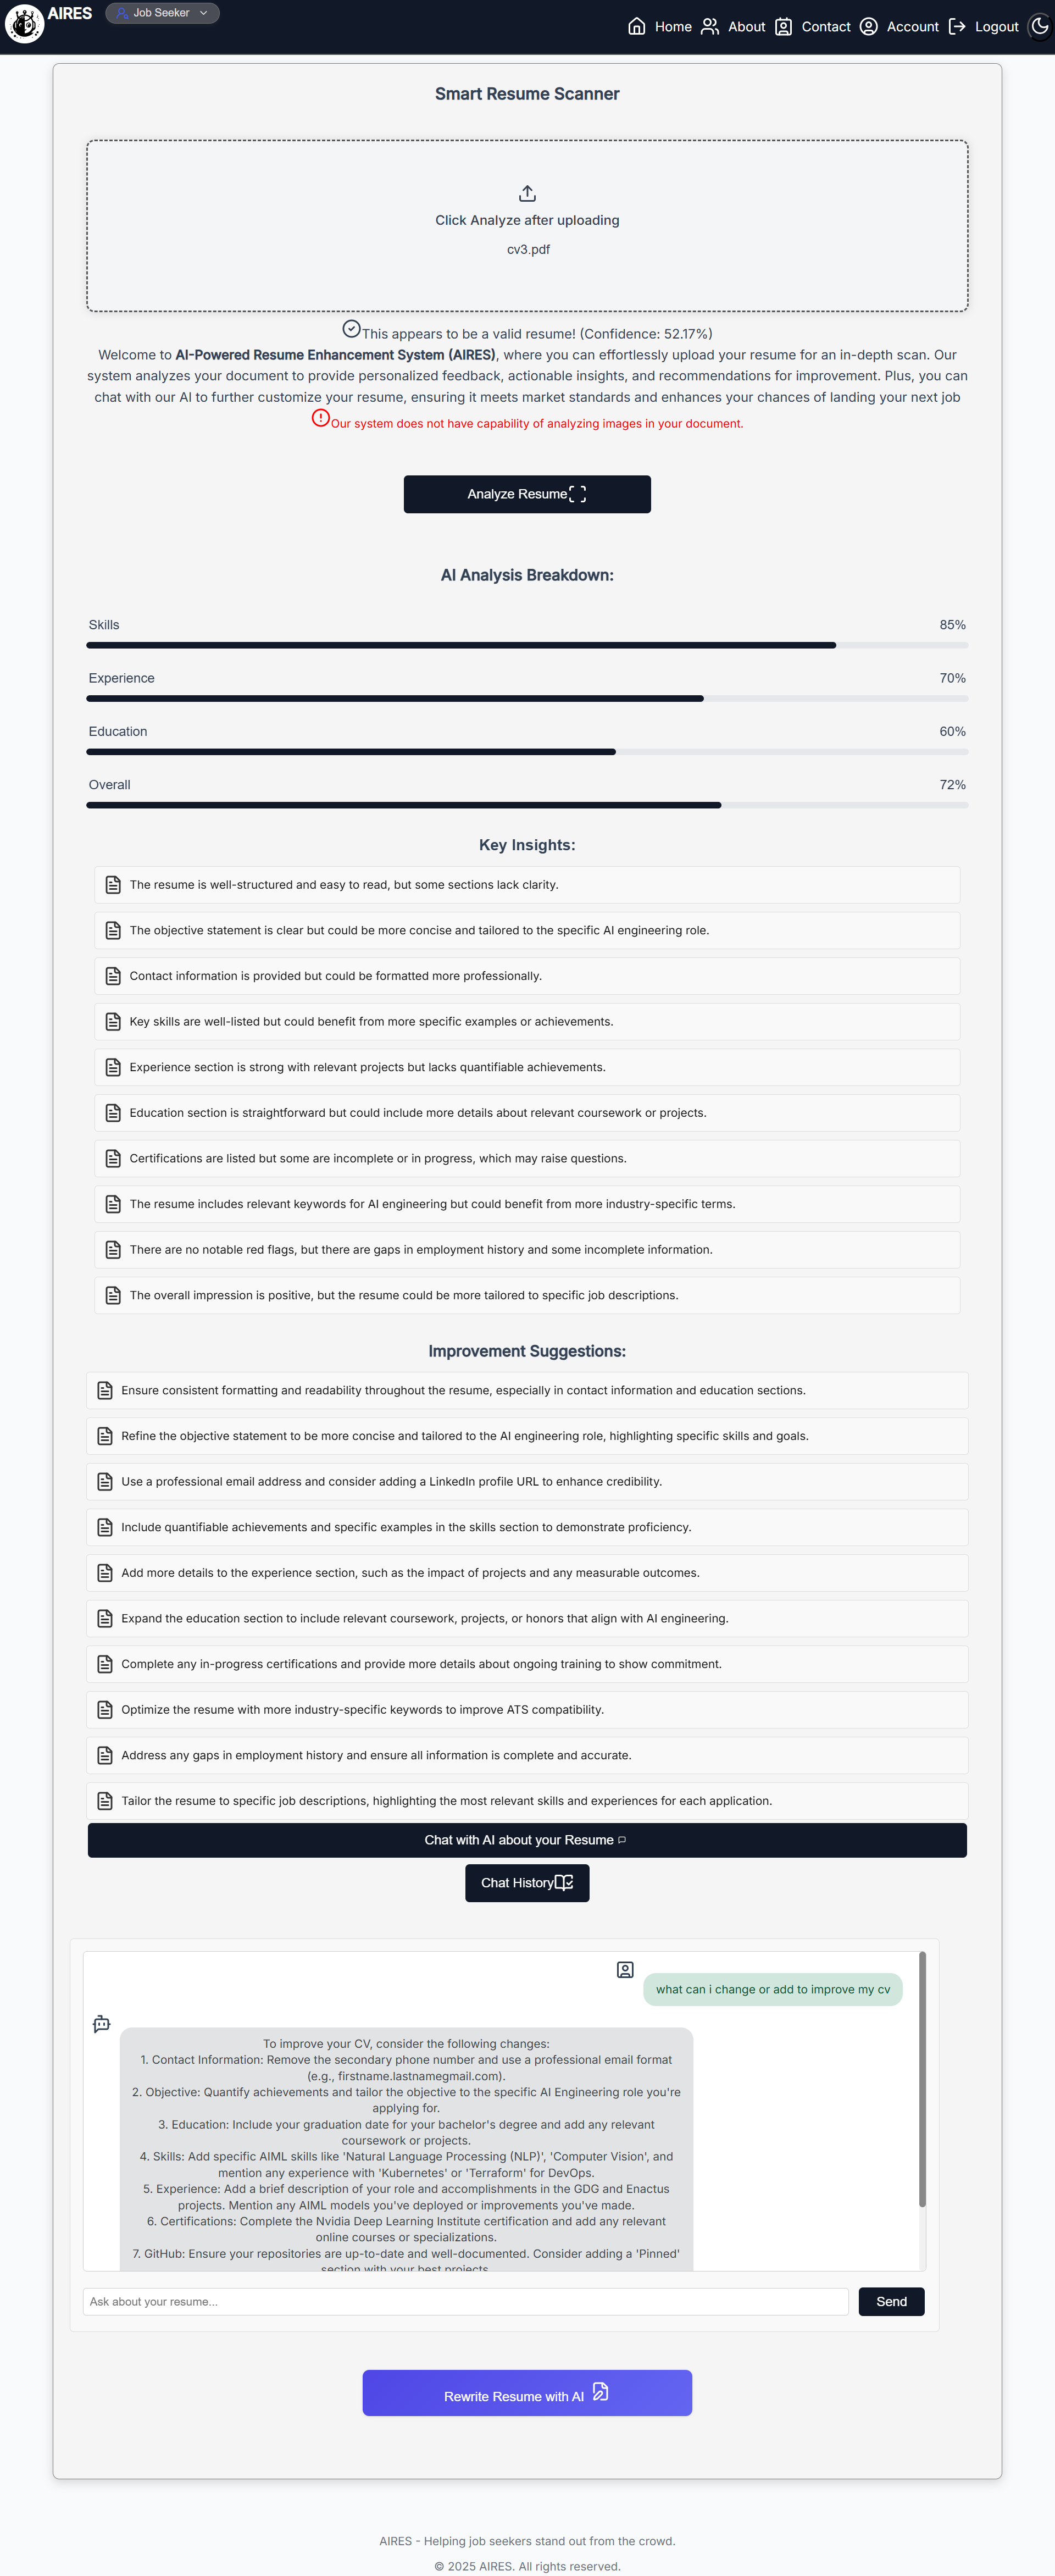 AIRES
Job Seeker
Home
About
Contact
Account
Logout
Smart Resume Scanner
Click Analyze after uploading
cv3.pdf
This appears to be a valid resume! (Confidence: 52.17%)
Welcome to AI-Powered Resume Enhancement System (AIRES), where you can effortlessly upload your resume for an in-depth scan. Our
system analyzes your document to provide personalized feedback, actionable insights, and recommendations for improvement. Plus, you can
chat with our AI to further customize your resume, ensuring it meets market standards and enhances your chances of landing your next job
Our system does not have capability of analyzing images in your document.
Analyze Resume
AI Analysis Breakdown:
Skills 85%
Experience 70%
Education 60%
Overall 72%
Key Insights:
The resume is well-structured and easy to read, but some sections lack clarity.
The objective statement is clear but could be more concise and tailored to the specific AI engineering role.
Contact information is provided but could be formatted more professionally.
Key skills are well-listed but could benefit from more specific examples or achievements.
Experience section is strong with relevant projects but lacks quantifiable achievements.
Education section is straightforward but could include more details about relevant coursework or projects.
Certifications are listed but some are incomplete or in progress, which may raise questions.
The resume includes relevant keywords for AI engineering but could benefit from more industry-specific terms.
There are no notable red flags, but there are gaps in employment history and some incomplete information.
The overall impression is positive, but the resume could be more tailored to specific job descriptions.
Improvement Suggestions:
Ensure consistent formatting and readability throughout the resume, especially in contact information and education sections.
Refine the objective statement to be more concise and tailored to the AI engineering role, highlighting specific skills and goals.
Use a professional email address and consider adding a LinkedIn profile URL to enhance credibility.
Include quantifiable achievements and specific examples in the skills section to demonstrate proficiency.
Add more details to the experience section, such as the impact of projects and any measurable outcomes.
Expand the education section to include relevant coursework, projects, or honors that align with AI engineering.
Complete any in-progress certifications and provide more details about ongoing training to show commitment.
Optimize the resume with more industry-specific keywords to improve ATS compatibility.
Address any gaps in employment history and ensure all information is complete and accurate.
Tailor the resume to specific job descriptions, highlighting the most relevant skills and experiences for each application.
Chat with AI about your Resume
Chat History
what can i change or add to improve my cv
To improve your CV, consider the following changes:
1. Contact Information: Remove the secondary phone number and use a professional email format
(e.g., firstname.lastnamegmail.com).
2. Objective: Quantify achievements and tailor the objective to the specific AI Engineering role you're
applying for.
3. Education: Include your graduation date for your bachelor's degree and add any relevant
coursework or projects.
4. Skills: Add specific AIML skills like 'Natural Language Processing (NLP)', 'Computer Vision', and
mention any experience with 'Kubernetes' or 'Terraform' for DevOps.
5. Experience: Add a brief description of your role and accomplishments in the GDG and Enactus
projects. Mention any AIML models you've deployed or improvements you've made.
6. Certifications: Complete the Nvidia Deep Learning Institute certification and add any relevant
online courses or specializations.
7. GitHub: Ensure your repositories are up-to-date and well-documented. Consider adding a 'Pinned'
section with your best projects
Ask about your resume...
Send
Rewrite Resume with AI
AIRES - Helping job seekers stand out from the crowd.
© 2025 AIRES. All rights reserved.